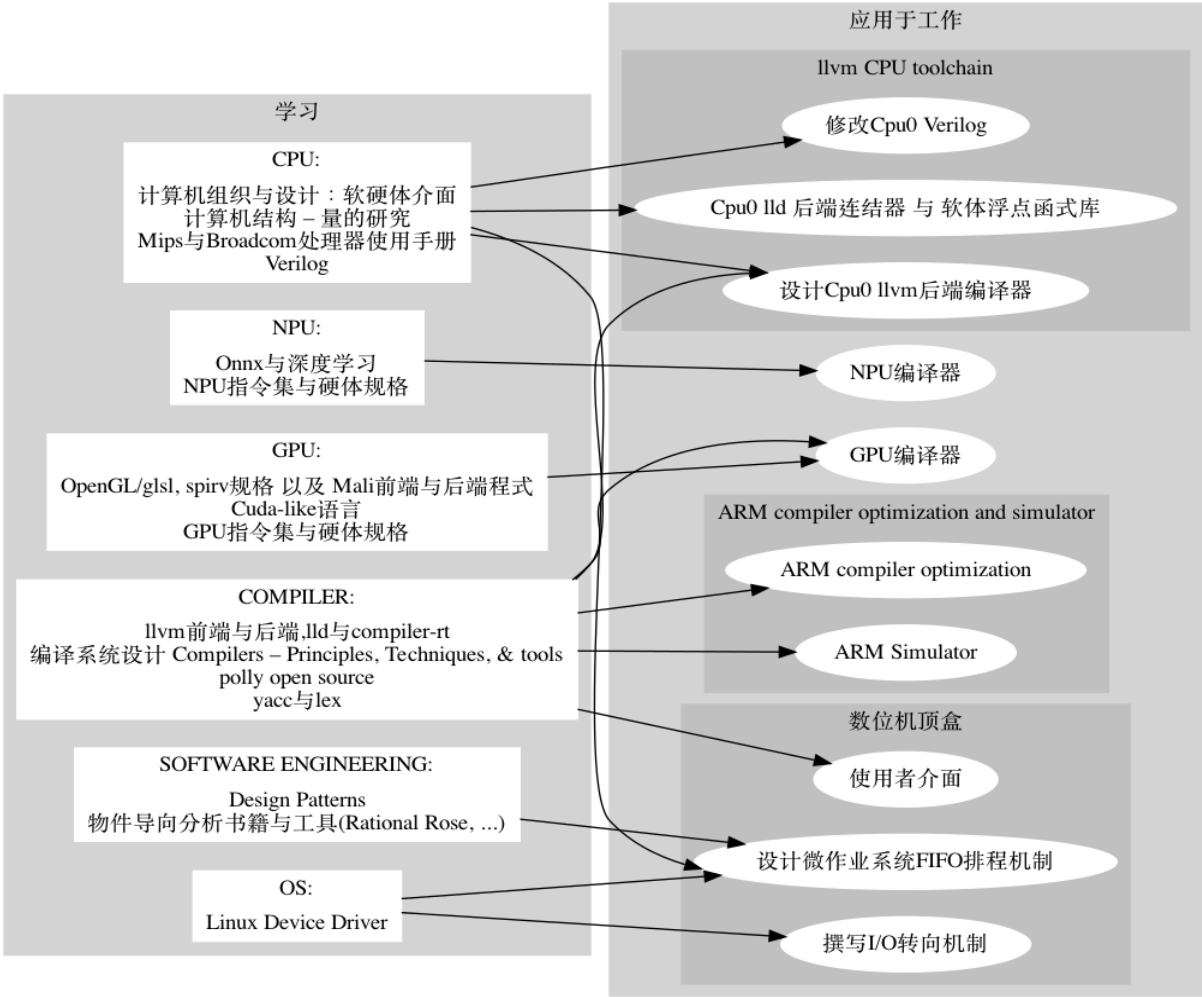 学习
CPU:
计算机组织与设计：软硬体介面
计算机结构 – 量的研究
Mips与Broadcom处理器使用手册
Verilog
NPU:
Onnx与深度学习
NPU指令集与硬体规格
GPU:
OpenGL/glsl, spirv规格 以及 Mali前端与后端程式
Cuda-like语言
GPU指令集与硬体规格
COMPILER:
llvm前端与后端,lld与compiler-rt
编译系统设计 Compilers – Principles, Techniques, & tools
polly open source
yacc与lex
SOFTWARE ENGINEERING:
Design Patterns
物件导向分析书籍与工具(Rational Rose, ...)
OS:
Linux Device Driver
应用于工作
llvm CPU toolchain
修改Cpu0 Verilog
Cpu0 lld 后端连结器 与 软体浮点函式库
设计Cpu0 llvm后端编译器
NPU编译器
GPU编译器
ARM compiler optimization and simulator
ARM compiler optimization
ARM Simulator
数位机顶盒
使用者介面
设计微作业系统FIFO排程机制
撰写I/O转向机制